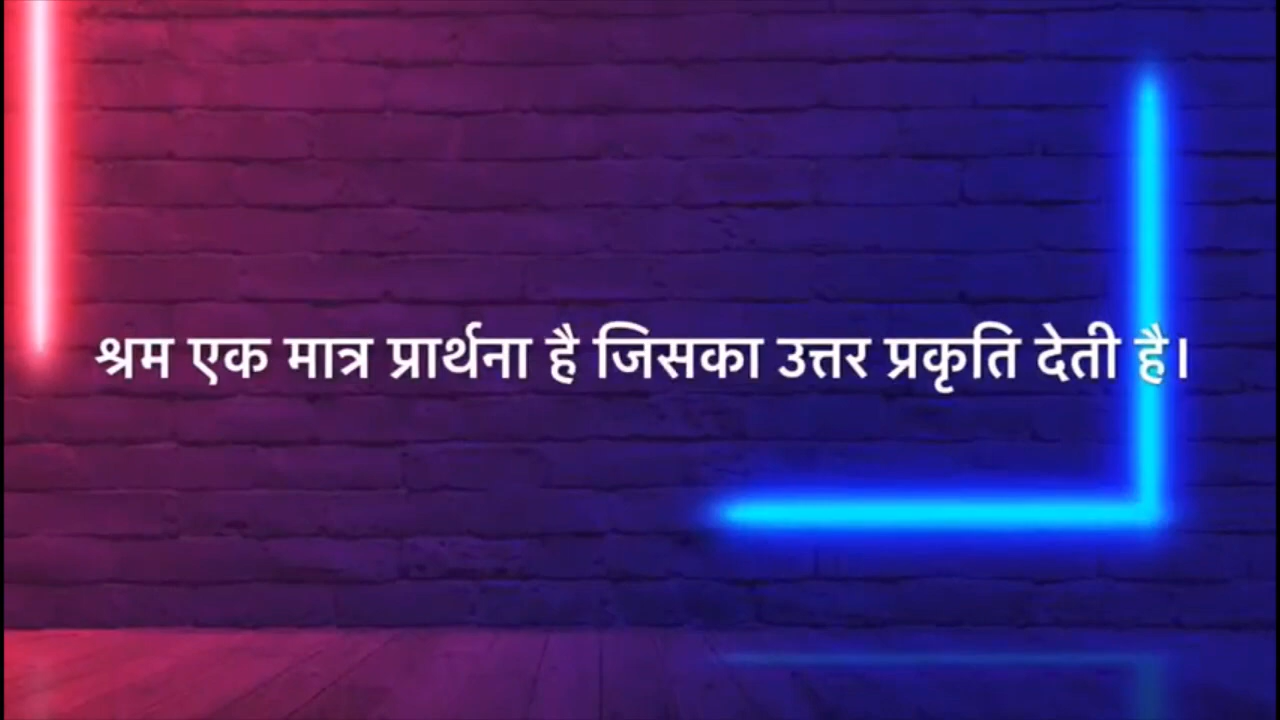 श्रम एक मात्र प्रार्थना है जिसका उत्तर प्रकृति देती है।